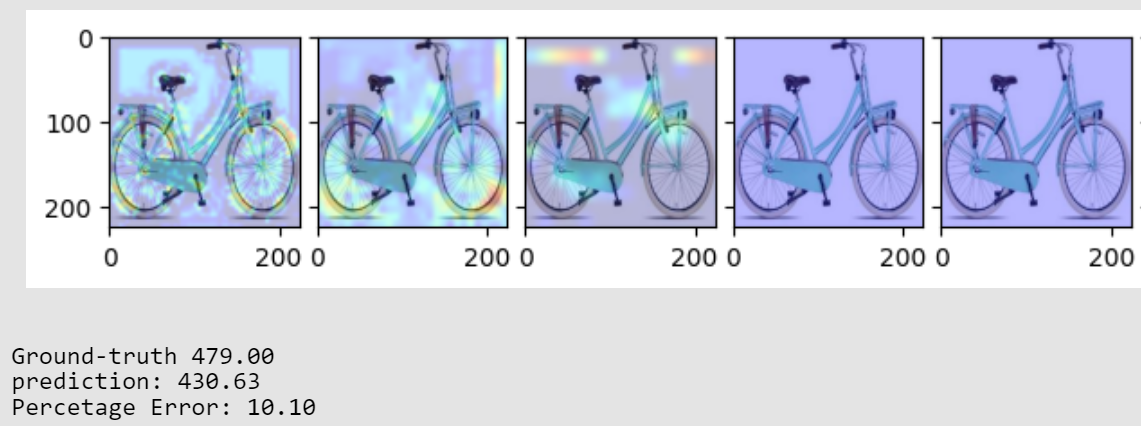 0
100
200
0 200 0 200 0 200 0 200 0 200
Ground-truth 479.00
prediction: 430.63
Percetage Error: 10.10